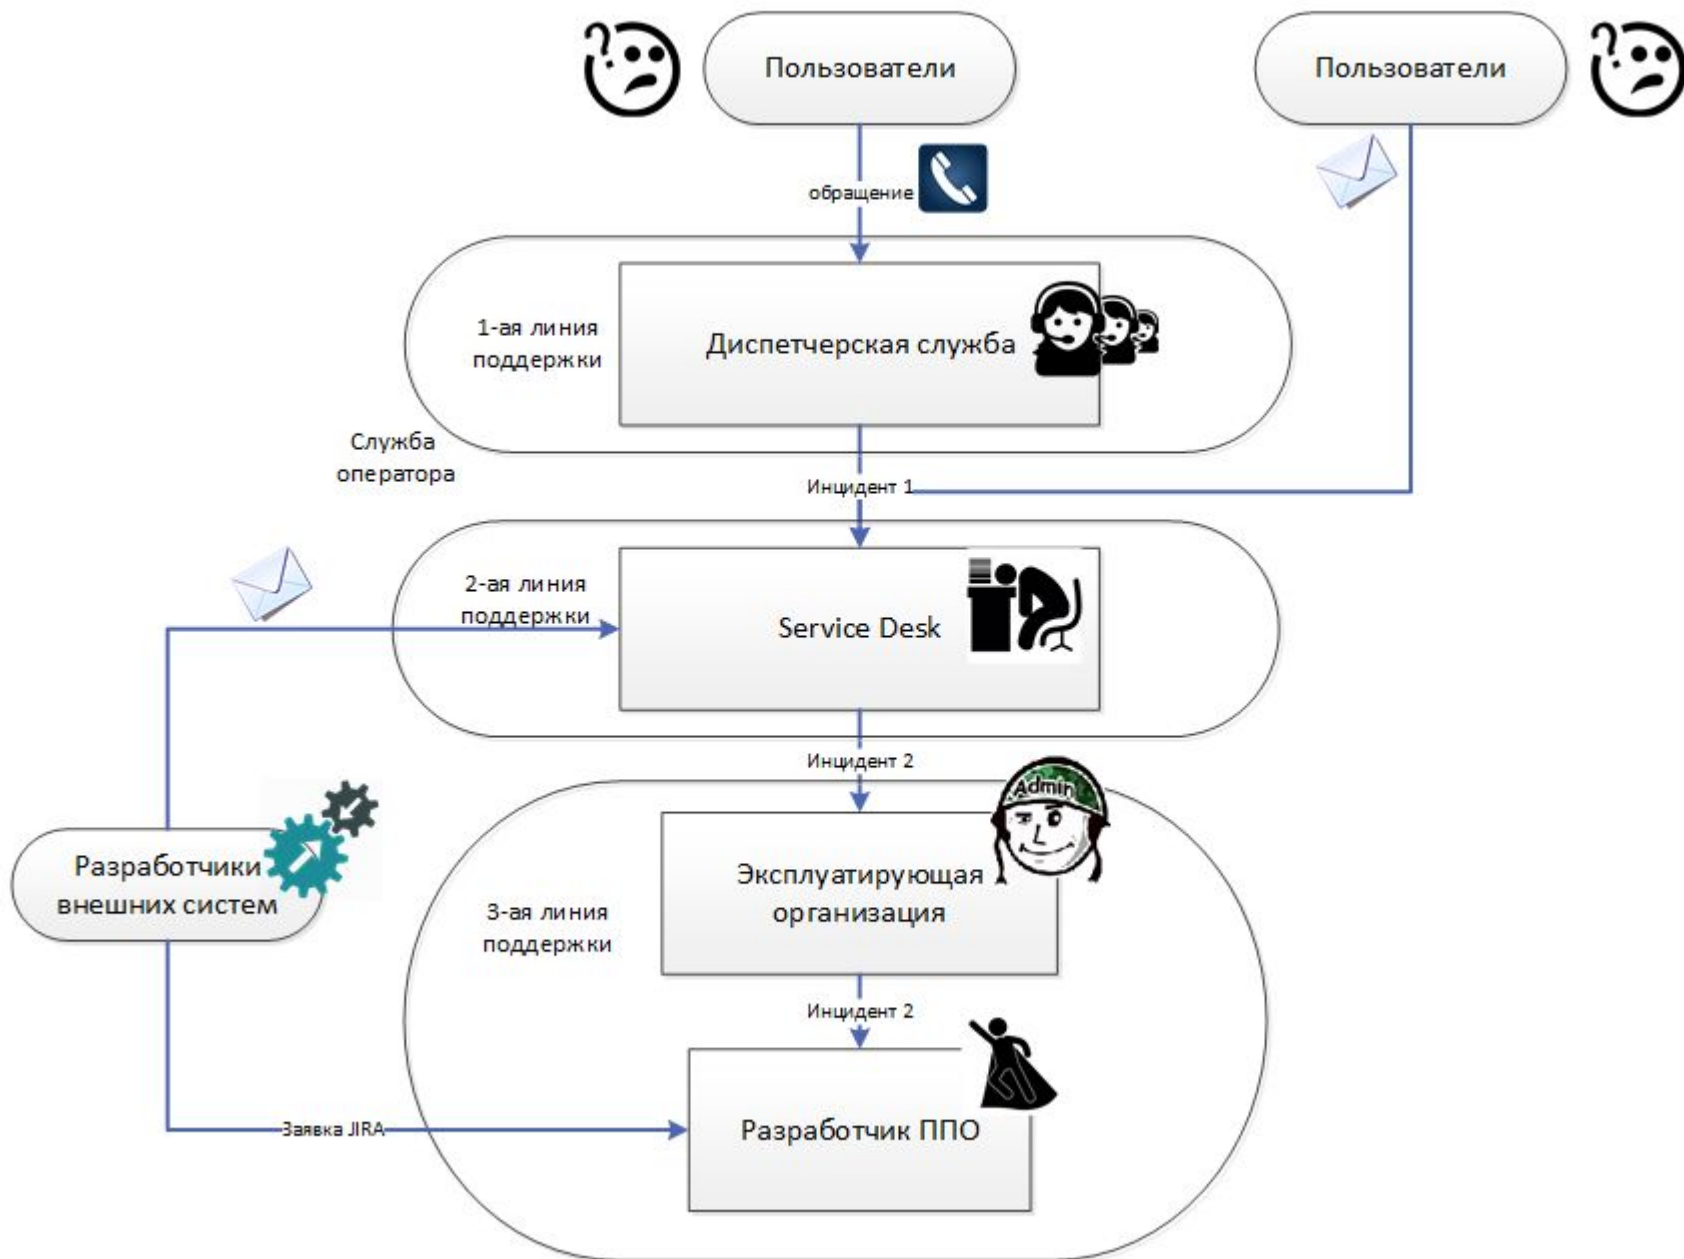 Пользователи
Пользователи
обращение
1-ая линия
поддержки
Диспетчерская служба
Служба
оператора
Инцидент 1
2-ая линия
поддержки
Service Desk
Инцидент 2
Admin
Разработчики
внешних систем
Эксплуатирующая
организация
3-ая линия
поддержки
Инцидент 2
Заявка JIRA
Разработчик ППО